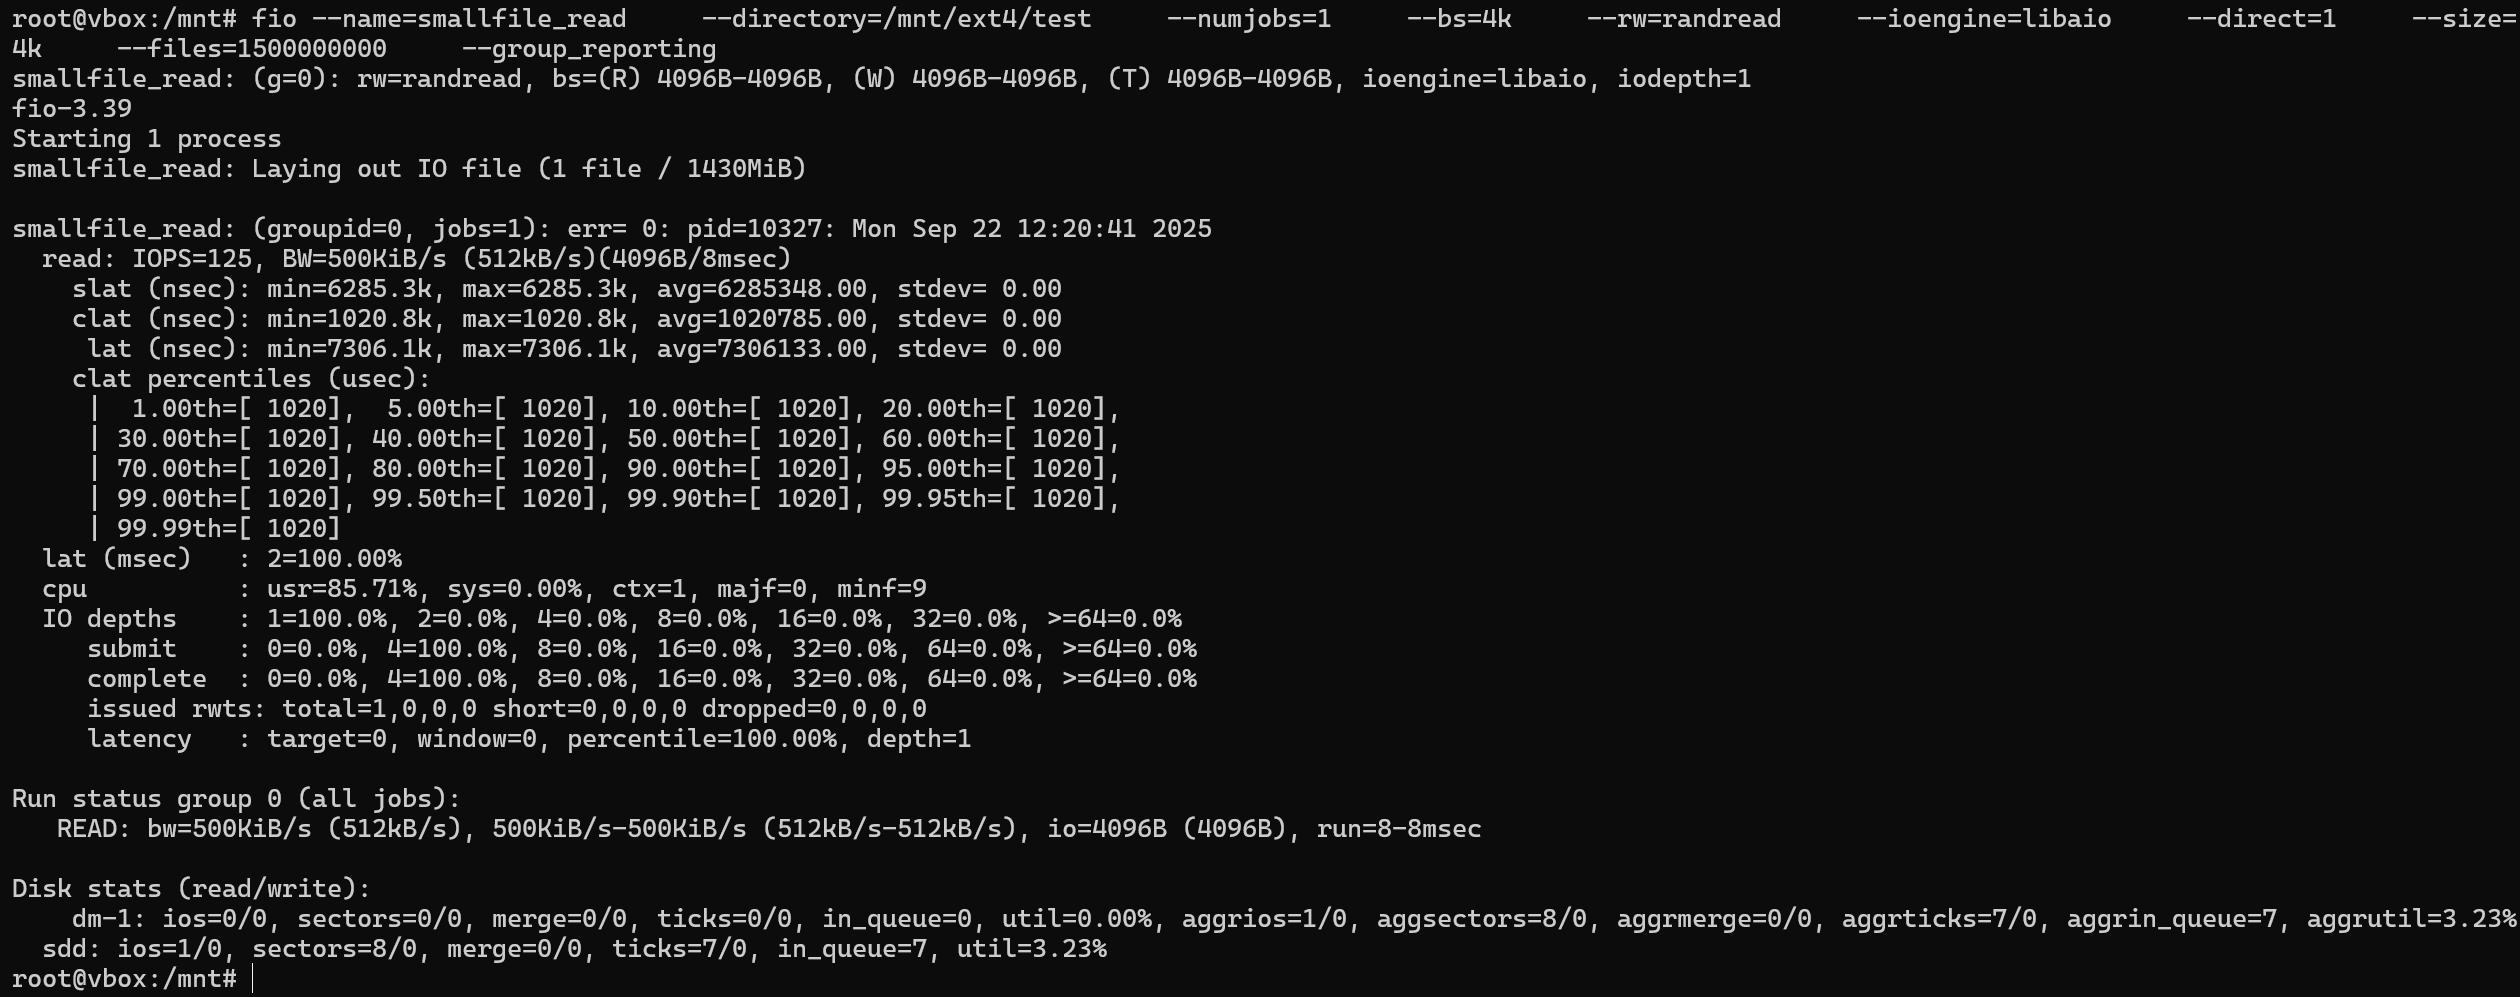 root@vbox:/mnt# fio --name=smallfile_read     --directory=/mnt/ext4/test     --numjobs=1     --bs=4k     --rw=randread     --ioengine=libaio     --direct=1     --size=
4k     --files=1500000000     --group_reporting
smallfile_read: (g=0): rw=randread, bs=(R) 4096B-4096B, (W) 4096B-4096B, (T) 4096B-4096B, ioengine=libaio, iodepth=1
fio-3.39
Starting 1 process
smallfile_read: Laying out IO file (1 file / 1430MiB)

smallfile_read: (groupid=0, jobs=1): err= 0: pid=10327: Mon Sep 22 12:20:41 2025
  read: IOPS=125, BW=500KiB/s (512kB/s)(4096B/8msec)
    slat (nsec): min=6285.3k, max=6285.3k, avg=6285348.00, stdev= 0.00
    clat (nsec): min=1020.8k, max=1020.8k, avg=1020785.00, stdev= 0.00
     lat (nsec): min=7306.1k, max=7306.1k, avg=7306133.00, stdev= 0.00
    clat percentiles (usec):
     |  1.00th=[ 1020],  5.00th=[ 1020], 10.00th=[ 1020], 20.00th=[ 1020],
     | 30.00th=[ 1020], 40.00th=[ 1020], 50.00th=[ 1020], 60.00th=[ 1020],
     | 70.00th=[ 1020], 80.00th=[ 1020], 90.00th=[ 1020], 95.00th=[ 1020],
     | 99.00th=[ 1020], 99.50th=[ 1020], 99.90th=[ 1020], 99.95th=[ 1020],
     | 99.99th=[ 1020]
  lat (msec)   : 2=100.00%
  cpu          : usr=85.71%, sys=0.00%, ctx=1, majf=0, minf=9
  IO depths    : 1=100.0%, 2=0.0%, 4=0.0%, 8=0.0%, 16=0.0%, 32=0.0%, >=64=0.0%
     submit    : 0=0.0%, 4=100.0%, 8=0.0%, 16=0.0%, 32=0.0%, 64=0.0%, >=64=0.0%
     complete  : 0=0.0%, 4=100.0%, 8=0.0%, 16=0.0%, 32=0.0%, 64=0.0%, >=64=0.0%
     issued rwts: total=1,0,0,0 short=0,0,0,0 dropped=0,0,0,0
     latency   : target=0, window=0, percentile=100.00%, depth=1

Run status group 0 (all jobs):
   READ: bw=500KiB/s (512kB/s), 500KiB/s-500KiB/s (512kB/s-512kB/s), io=4096B (4096B), run=8-8msec

Disk stats (read/write):
    dm-1: ios=0/0, sectors=0/0, merge=0/0, ticks=0/0, in_queue=0, util=0.00%, aggrios=1/0, aggsectors=8/0, aggrmerge=0/0, aggrticks=7/0, aggrin_queue=7, aggrutil=3.23%
  sdd: ios=1/0, sectors=8/0, merge=0/0, ticks=7/0, in_queue=7, util=3.23%
root@vbox:/mnt#